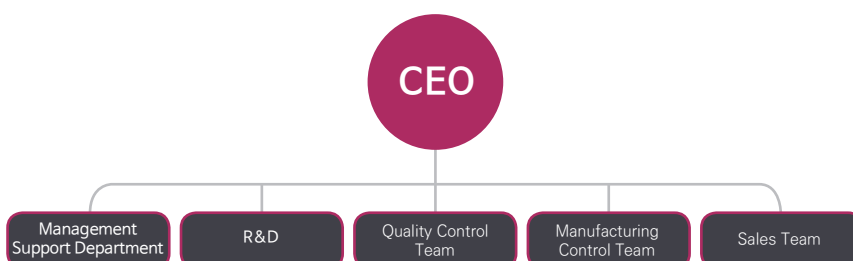 CEO
Management
Support Department
R&D
Quality Control
Team
Manufacturing
Control Team
Sales Team